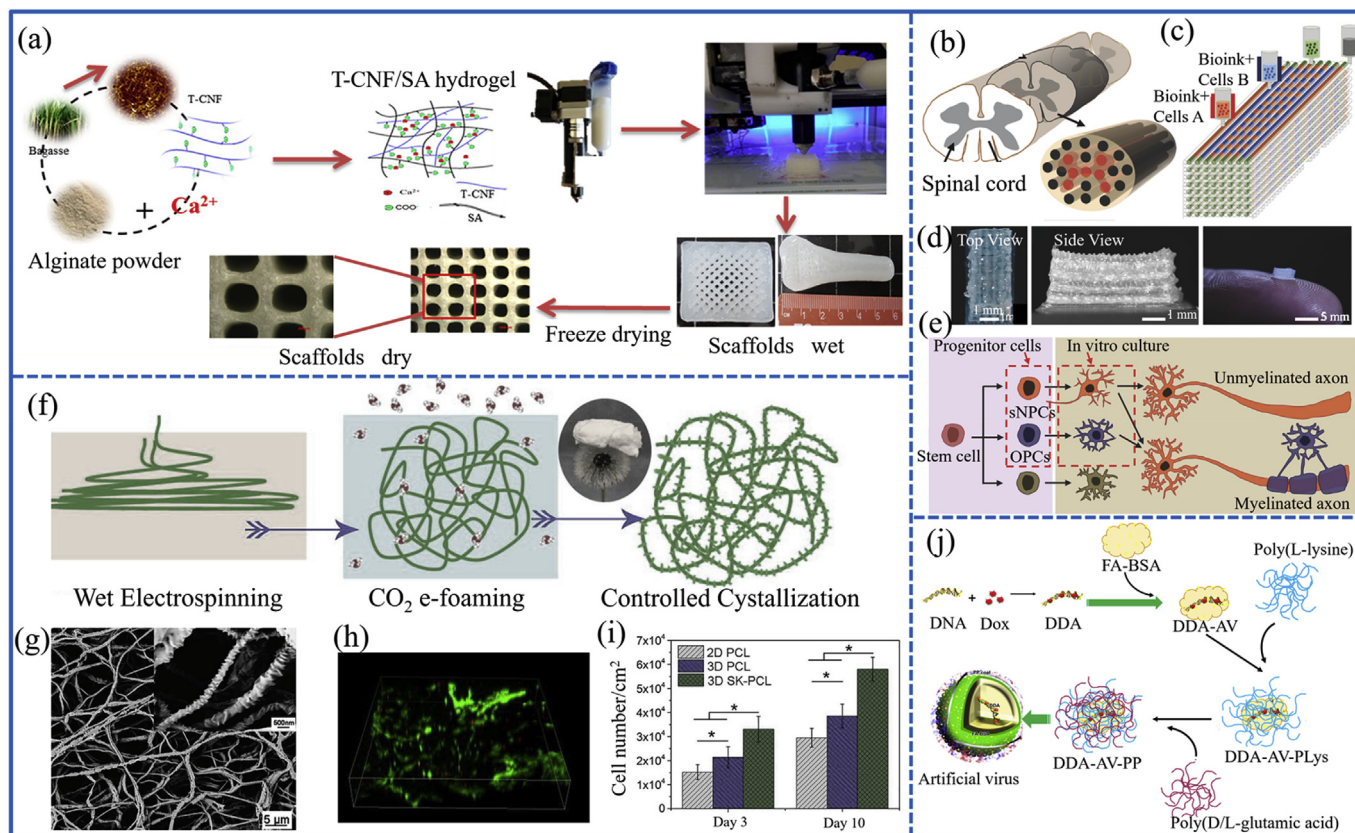 (a)
T-CNF
Bagasse
+
Ca²⁺
Alginate powder
T-CNF/SA hydrogel
Ca²⁺
COO⁻
T-CNF
SA
Scaffolds wet
Freeze drying
Scaffolds dry
(b)
Spinal cord
(c)
Bioink+
Cells B
Bioink+
Cells A
(d)
Top View
1 mm
Side View
1 mm
5 mm
(e)
Progenitor cells
In vitro culture
Stem cell
sNPCs
OPCs
Unmyelinated axon
Myelinated axon
(f)
Wet Electrospinning
CO₂ e-foaming
Controlled Cystallization
(g)
500nm
5 µm
(h)
(i)
Cell number/cm²
7x10⁴
6x10⁴
5x10⁴
4x10⁴
3x10⁴
2x10⁴
1x10⁴
0
2D PCL
3D PCL
3D SK-PCL
*
*
*
*
Day 3
Day 10
(j)
FA-BSA
Poly(L-lysine)
DNA + Dox
DDA
DDA-AV
DDA
Artificial virus
DDA-AV-PP
DDA-AV-PLys
Poly(D/L-glutamic acid)